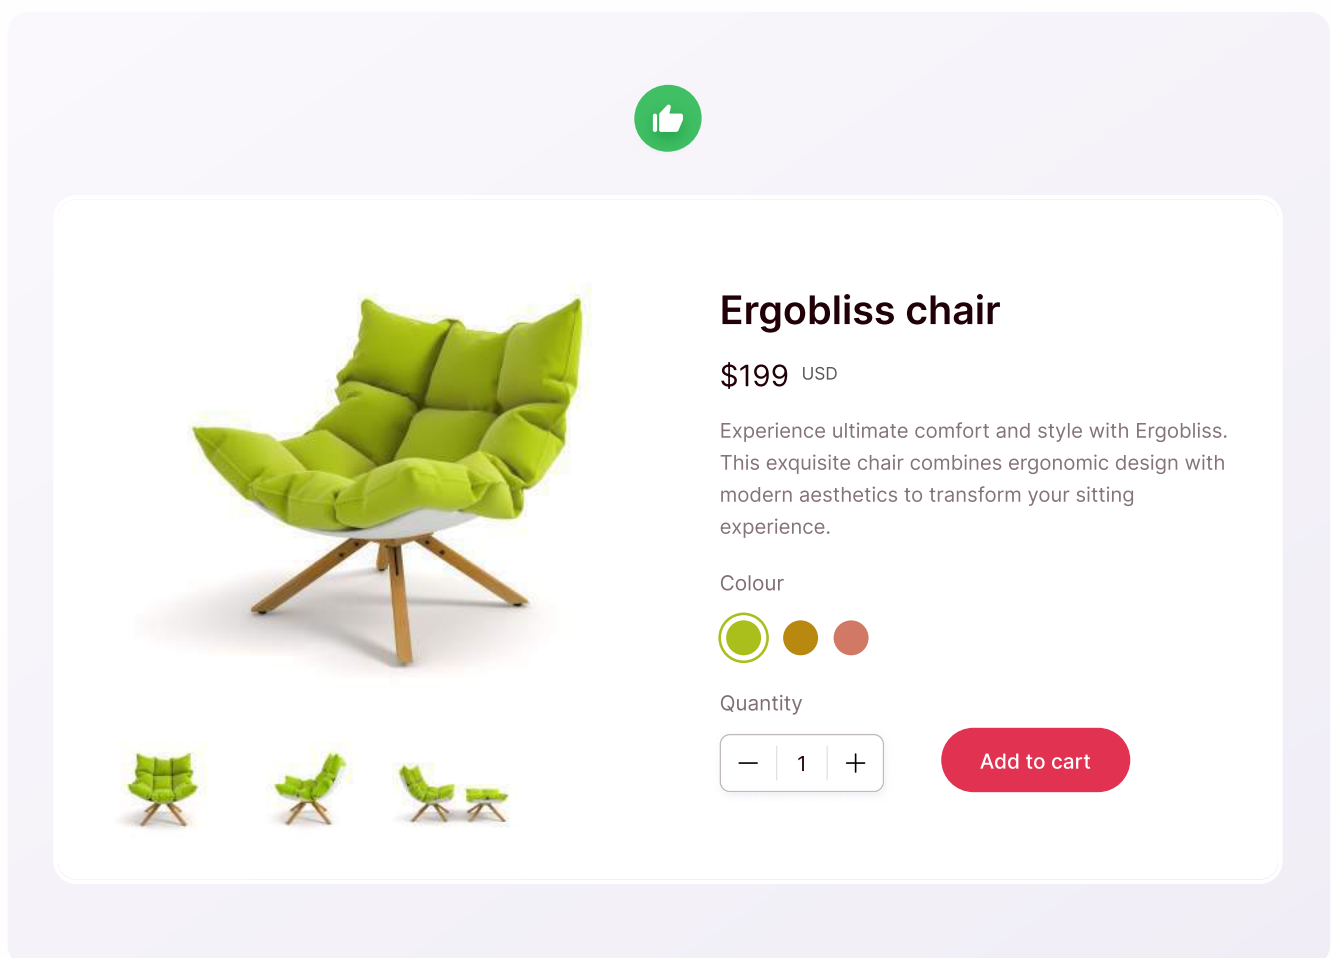 Ergobliss chair
$199 USD
Experience ultimate comfort and style with Ergobliss.
This exquisite chair combines ergonomic design with
modern aesthetics to transform your sitting
experience.
Colour
Quantity
1
Add to cart